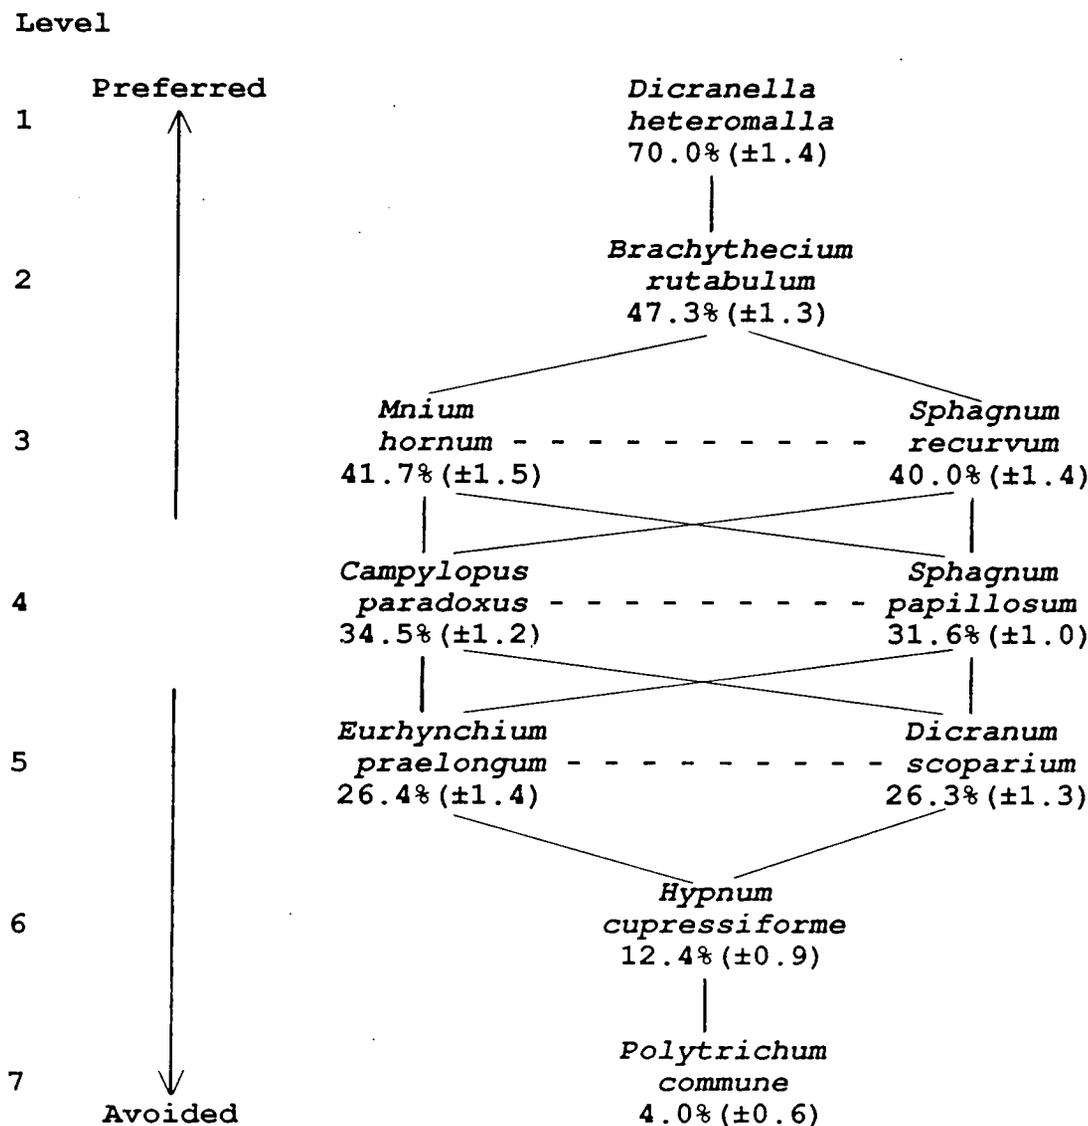 Level
Preferred
1
Dicranella
heteromalla
70.0%(±1.4)
2
Brachythecium
rutabulum
47.3%(±1.3)
3
Mnium
hornum
41.7%(±1.5)
Sphagnum
recurvum
40.0%(±1.4)
4
Campylopus
paradoxus
34.5%(±1.2)
Sphagnum
papillosum
31.6%(±1.0)
5
Eurhynchium
praelongum
26.4%(±1.4)
Dicranum
scoparium
26.3%(±1.3)
6
Hypnum
cupressiforme
12.4%(±0.9)
7
Polytrichum
commune
4.0%(±0.6)
Avoided